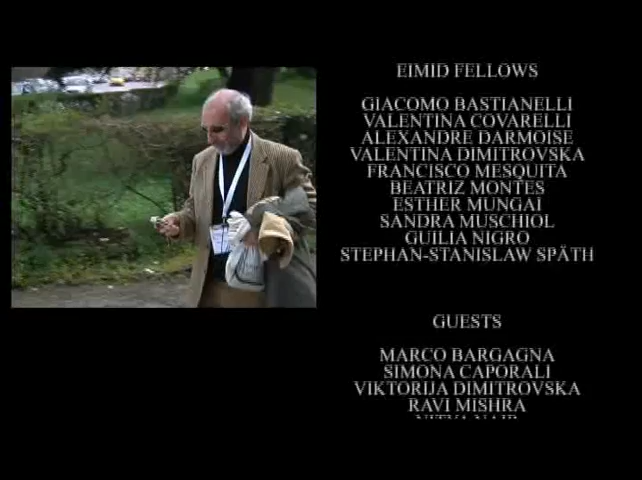 EIMID FELLOWS
GIACOMO BASTIANELLI
VALENTINA COVARELLI
ALEXANDRE DARMOISE
VALENTINA DIMITROVSKA
FRANCISCO MESQUITA
BEATRIZ MONTES
ESTHER MUNGAI
SANDRA MUSCHIOL
GUILIA NIGRO
STEPHAN-STANISLAW SPÄTH
GUESTS
MARCO BARGAGNA
SIMONA CAPORALI
VIKTORIJA DIMITROVSKA
RAVI MISHRA